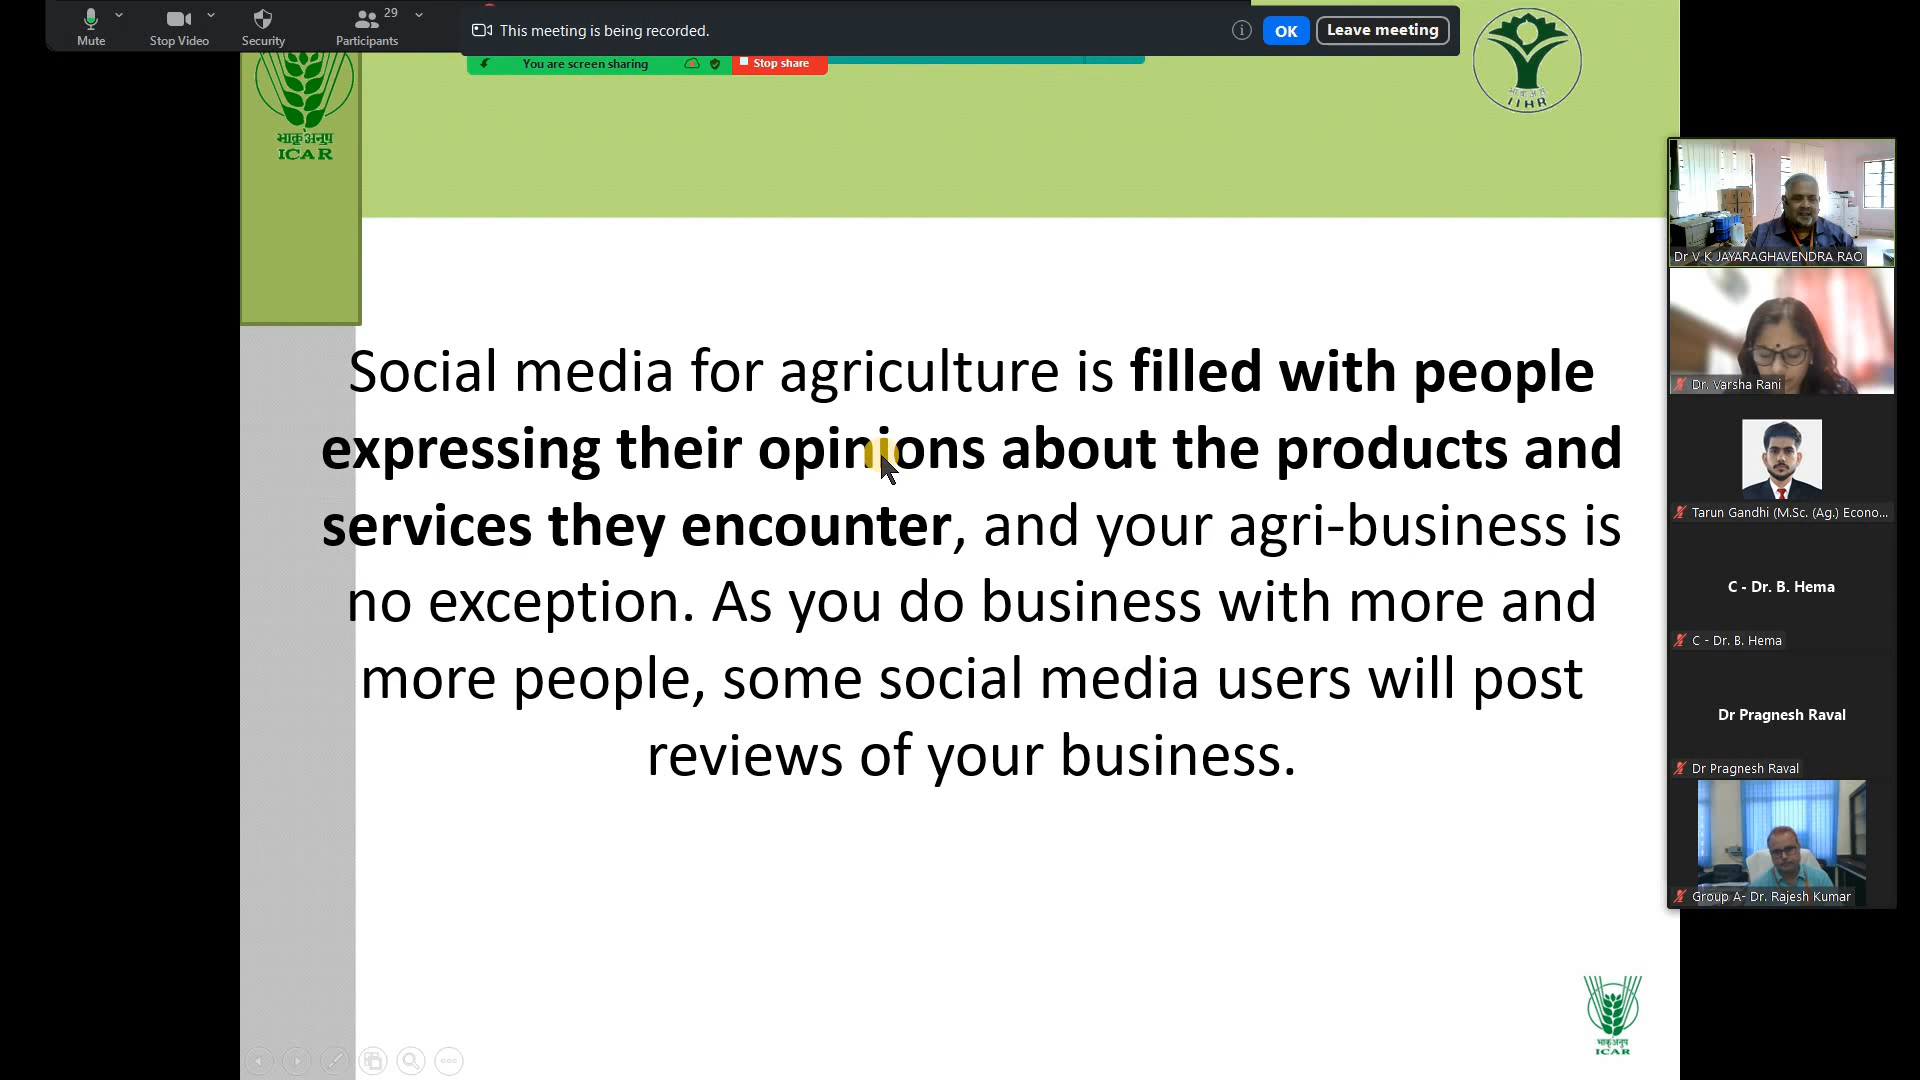 Mute
Stop Video
Security
Participants
29
This meeting is being recorded.
OK
Leave meeting
You are screen sharing
Stop share
भाकृअनुप
ICAR
IIHR
Social media for agriculture is filled with people
expressing their opinions about the products and
services they encounter, and your agri-business is
no exception. As you do business with more and
more people, some social media users will post
reviews of your business.
Dr V K JAYARAGHAVENDRA RAO
Dr. Varsha Rani
Tarun Gandhi (M.Sc. (Ag.) Econo...
C - Dr. B. Hema
C - Dr. B. Hema
Dr Pragnesh Raval
Dr Pragnesh Raval
Group A- Dr. Rajesh Kumar
भाकृअनुप
ICAR